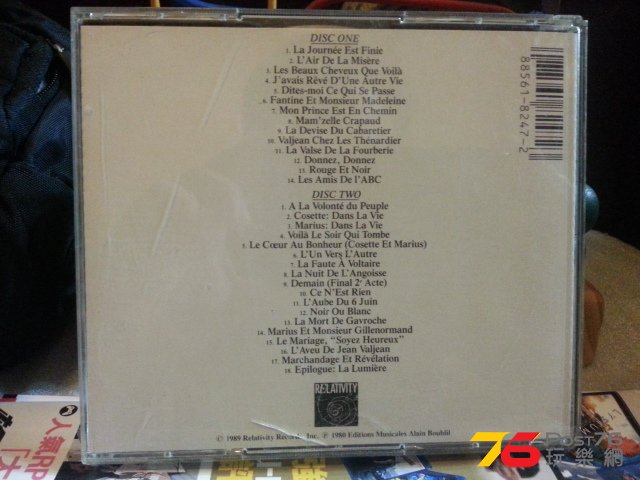 DISC ONE
1. La Journée Est Finie
2. L'Air De La Misère
3. Les Beaux Cheveux Que Voilà
4. J'avais Rêvé D'Une Autre Vie
5. Dites-moi Ce Qui Se Passe
6. Fantine Et Monsieur Madeleine
7. Mon Prince Est En Chemin
8. Mam'zelle Crapaud
9. La Devise Du Cabaretier
10. Valjean Chez Les Thénardier
11. La Valse De La Fourberie
12. Donnez, Donnez
13. Rouge Et Noir
14. Les Amis De l'ABC
DISC TWO
1. A La Volonté du Peuple
2. Cosette: Dans La Vie
3. Marius: Dans La Vie
4. Voilà Le Soir Qui Tombe
5. Le Cœur Au Bonheur (Cosette Et Marius)
6. L'Un Vers L'Autre
7. La Faute À Voltaire
8. La Nuit De L'Angoisse
9. Demain (Final 2e Acte)
10. Ce N'Est Rien
11. L'Aube Du 6 Juin
12. Noir Ou Blanc
13. La Mort De Gavroche
14. Marius Et Monsieur Gillenormand
15. Le Mariage, "Soyez Heureux"
16. L'Aveu De Jean Valjean
17. Marchandage Et Révélation
18. Epilogue: La Lumière
RELATIVITY
© 1989 Relativity Records, Inc. ℗ 1980 Editions Musicales Alain Boublil
88561-8247-2
人氣RP
76 Post76
玩樂網